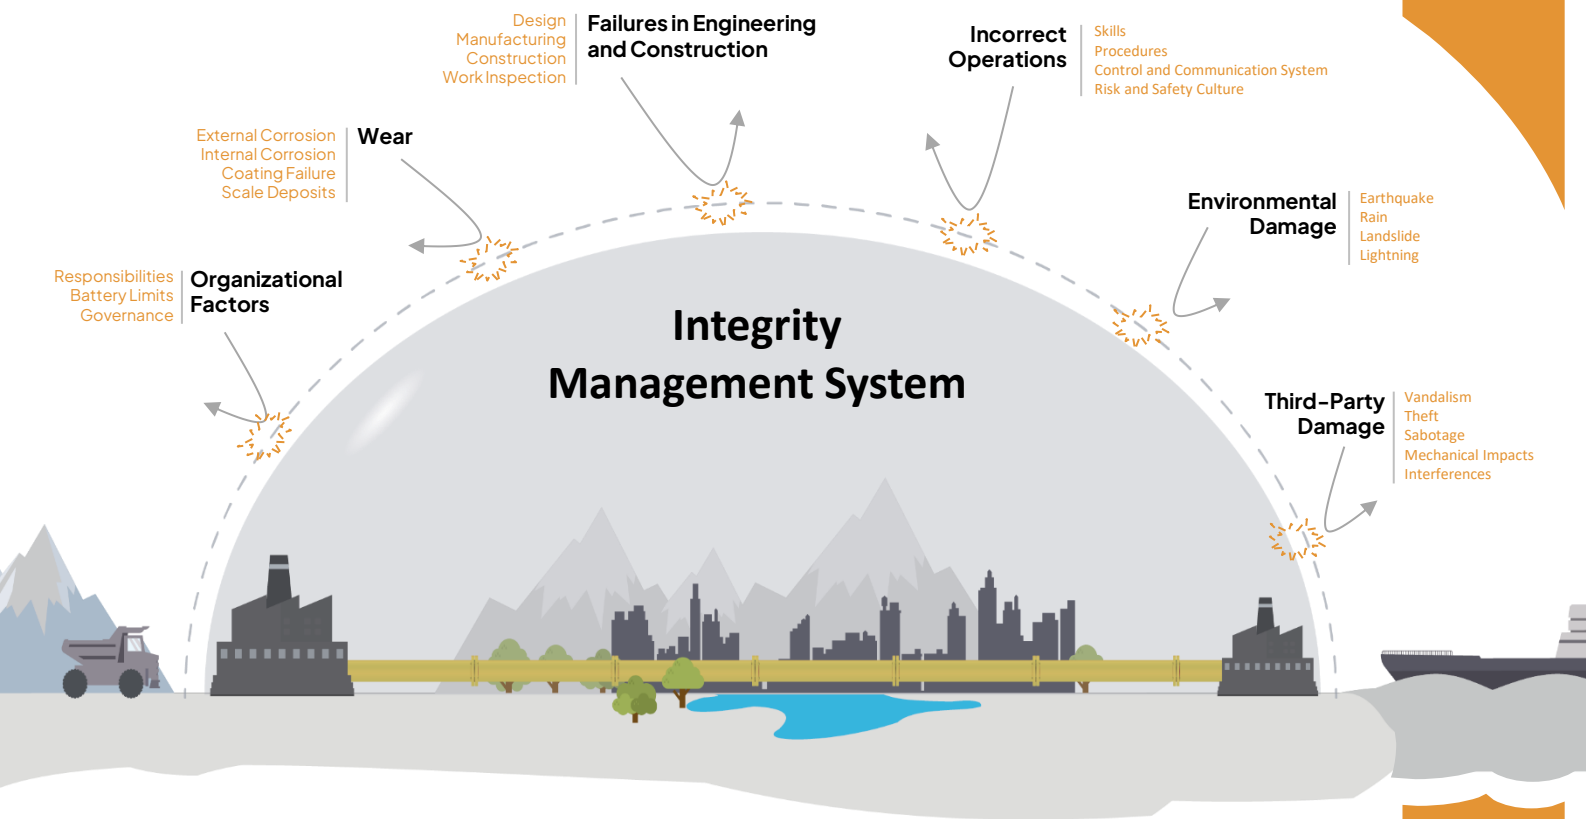 Design
Manufacturing
Construction
Work Inspection
Failures in Engineering
and Construction
Incorrect
Operations
Skills
Procedures
Control and Communication System
Risk and Safety Culture
External Corrosion
Internal Corrosion
Coating Failure
Scale Deposits
Wear
Environmental
Damage
Earthquake
Rain
Landslide
Lightning
Responsibilities
Battery Limits
Governance
Organizational
Factors
Integrity
Management System
Third-Party
Damage
Vandalism
Theft
Sabotage
Mechanical Impacts
Interferences